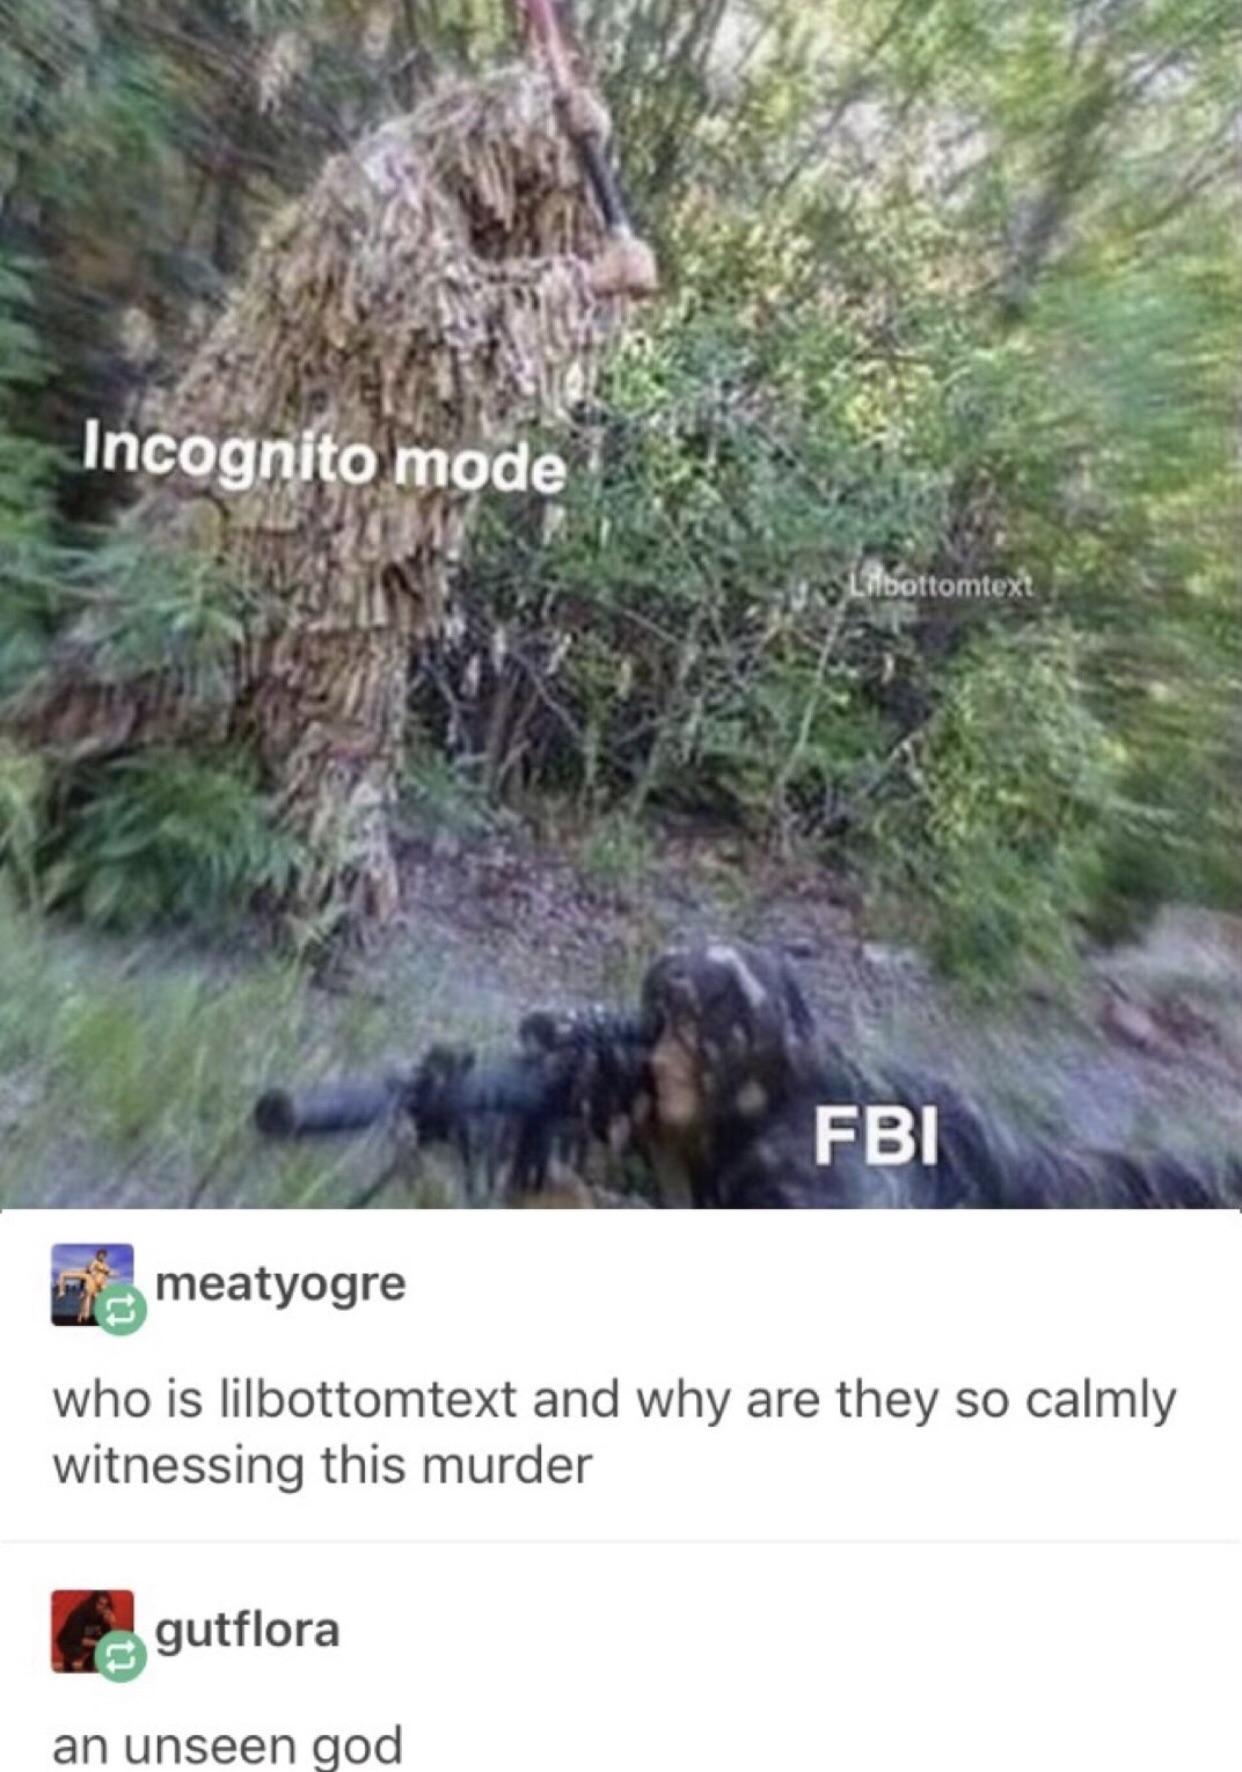 Incognito mode
Lilbottomtext
FBI
meatyogre
who is lilbottomtext and why are they so calmly
witnessing this murder
gutflora
an unseen god